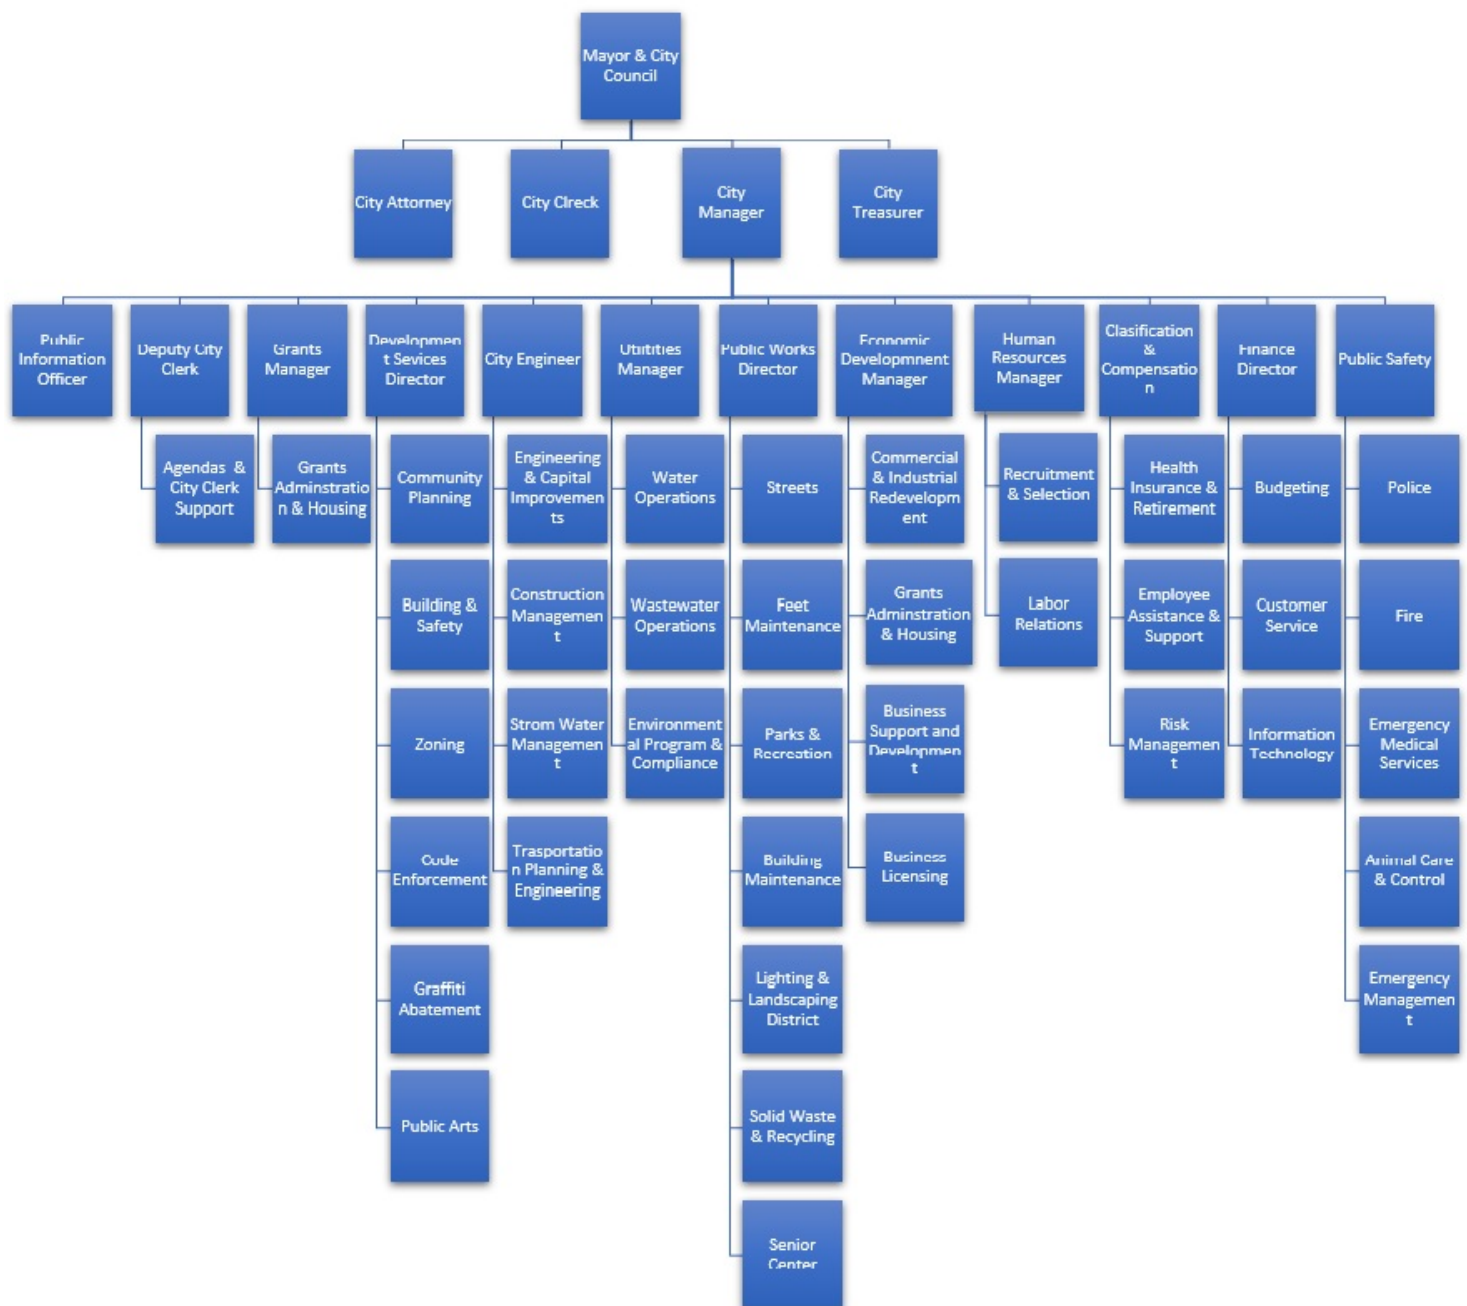 Mayor & City
Council
City Attorney
City Clreck
City
Manager
City
Treasurer
Public
Information
Officer
Deputy City
Clerk
Grants
Manager
Developmen
t Sevices
Director
City Engineer
Utiltities
Manager
Public Works
Director
Economic
Developmnent
Manager
Human
Resources
Manager
Clasification
&
Compensatio
n
Finance
Director
Public Safety
Agendas &
City Clerk
Support
Grants
Adminstratio
n & Housing
Community
Planning
Engineering
& Capital
Improvemen
ts
Water
Operations
Streets
Commercial
& Industrial
Redevelopm
ent
Recruitment
& Selection
Health
Insurance &
Retirement
Budgeting
Police
Building &
Safety
Construction
Managemen
t
Wastewater
Operations
Feet
Maintenance
Grants
Adminstration
& Housing
Labor
Relations
Employee
Assistance &
Support
Customer
Service
Fire
Zoning
Strom Water
Managemen
t
Environment
al Program &
Compliance
Parks &
Recreation
Business
Support and
Developmen
t
Risk
Managemen
t
Information
Technology
Emergency
Medical
Services
Code
Enforcement
Trasportatio
n Planning &
Engineering
Building
Maintenance
Business
Licensing
Animal Care
& Control
Graffiti
Abatement
Lighting &
Landscaping
District
Emergency
Managemen
t
Public Arts
Solid Waste
& Recycling
Senior
Center